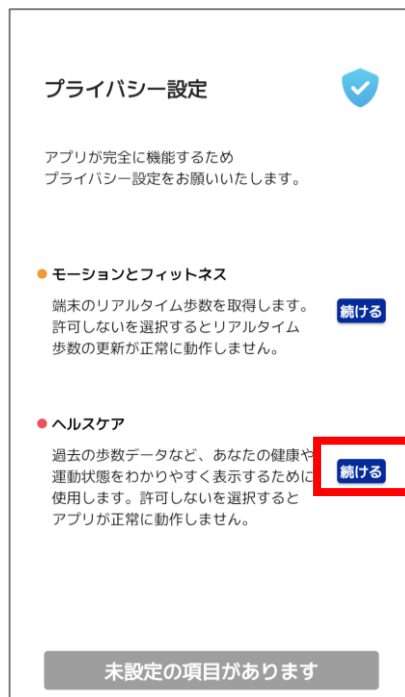 プライバシー設定
アプリが完全に機能するため
プライバシー設定をお願いいたします。
モーションとフィットネス
端末のリアルタイム歩数を取得します。
許可しないを選択するとリアルタイム
歩数の更新が正常に動作しません。
続ける
ヘルスケア
過去の歩数データなど、あなたの健康や
運動状態をわかりやすく表示するために
使用します。許可しないを選択すると
アプリが正常に動作しません。
続ける
未設定の項目があります